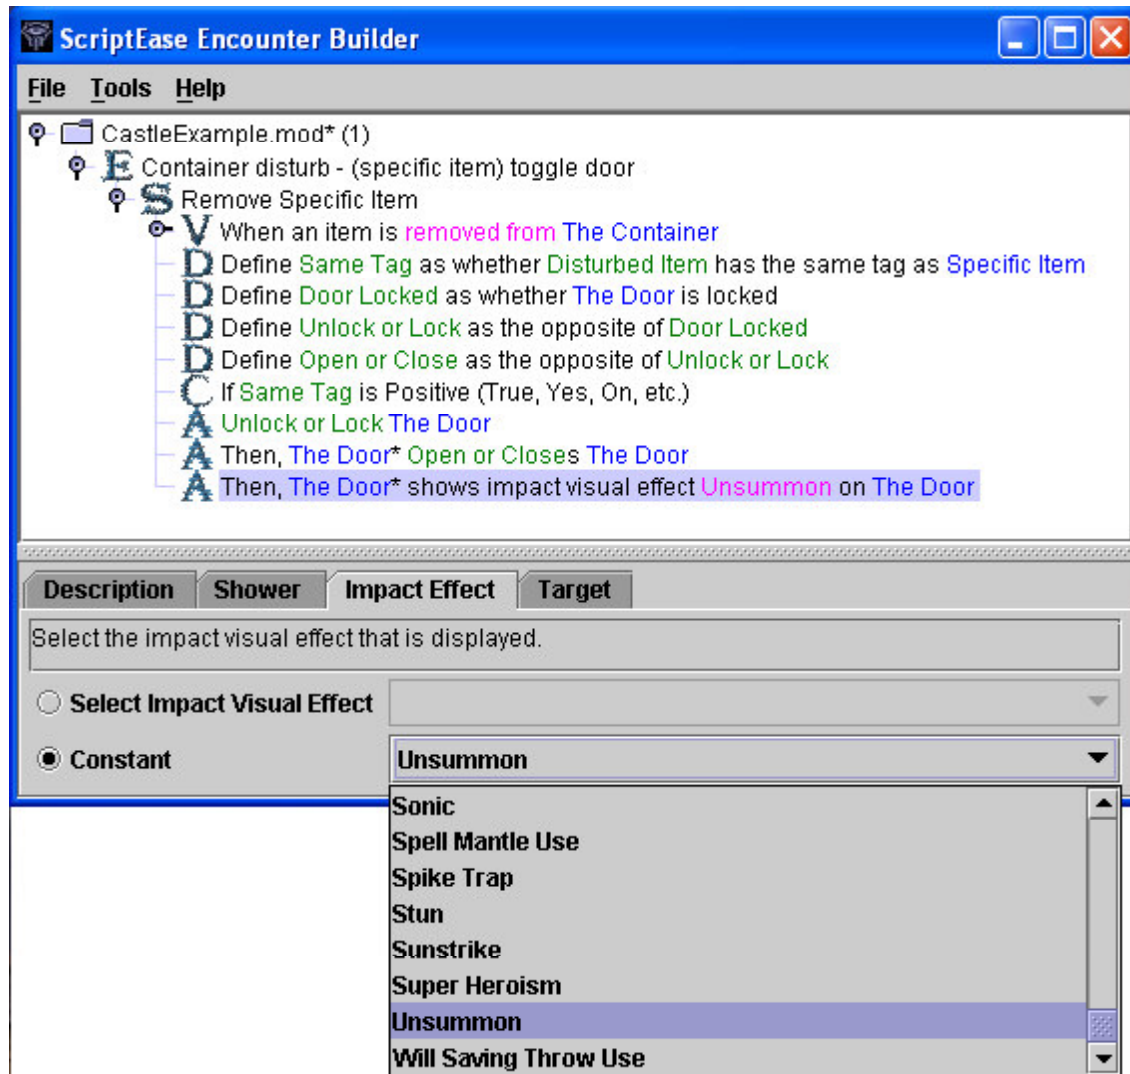 ScriptEase Encounter Builder
File Tools Help
CastleExample.mod* (1)
E Container disturb - (specific item) toggle door
S Remove Specific Item
V When an item is removed from The Container
D Define Same Tag as whether Disturbed Item has the same tag as Specific Item
D Define Door Locked as whether The Door is locked
D Define Unlock or Lock as the opposite of Door Locked
D Define Open or Close as the opposite of Unlock or Lock
C If Same Tag is Positive (True, Yes, On, etc.)
A Unlock or Lock The Door
A Then, The Door* Open or Closes The Door
A Then, The Door* shows impact visual effect Unsummon on The Door
Description Shower Impact Effect Target
Select the impact visual effect that is displayed.
Select Impact Visual Effect
Constant Unsummon
Sonic
Spell Mantle Use
Spike Trap
Stun
Sunstrike
Super Heroism
Unsummon
Will Saving Throw Use